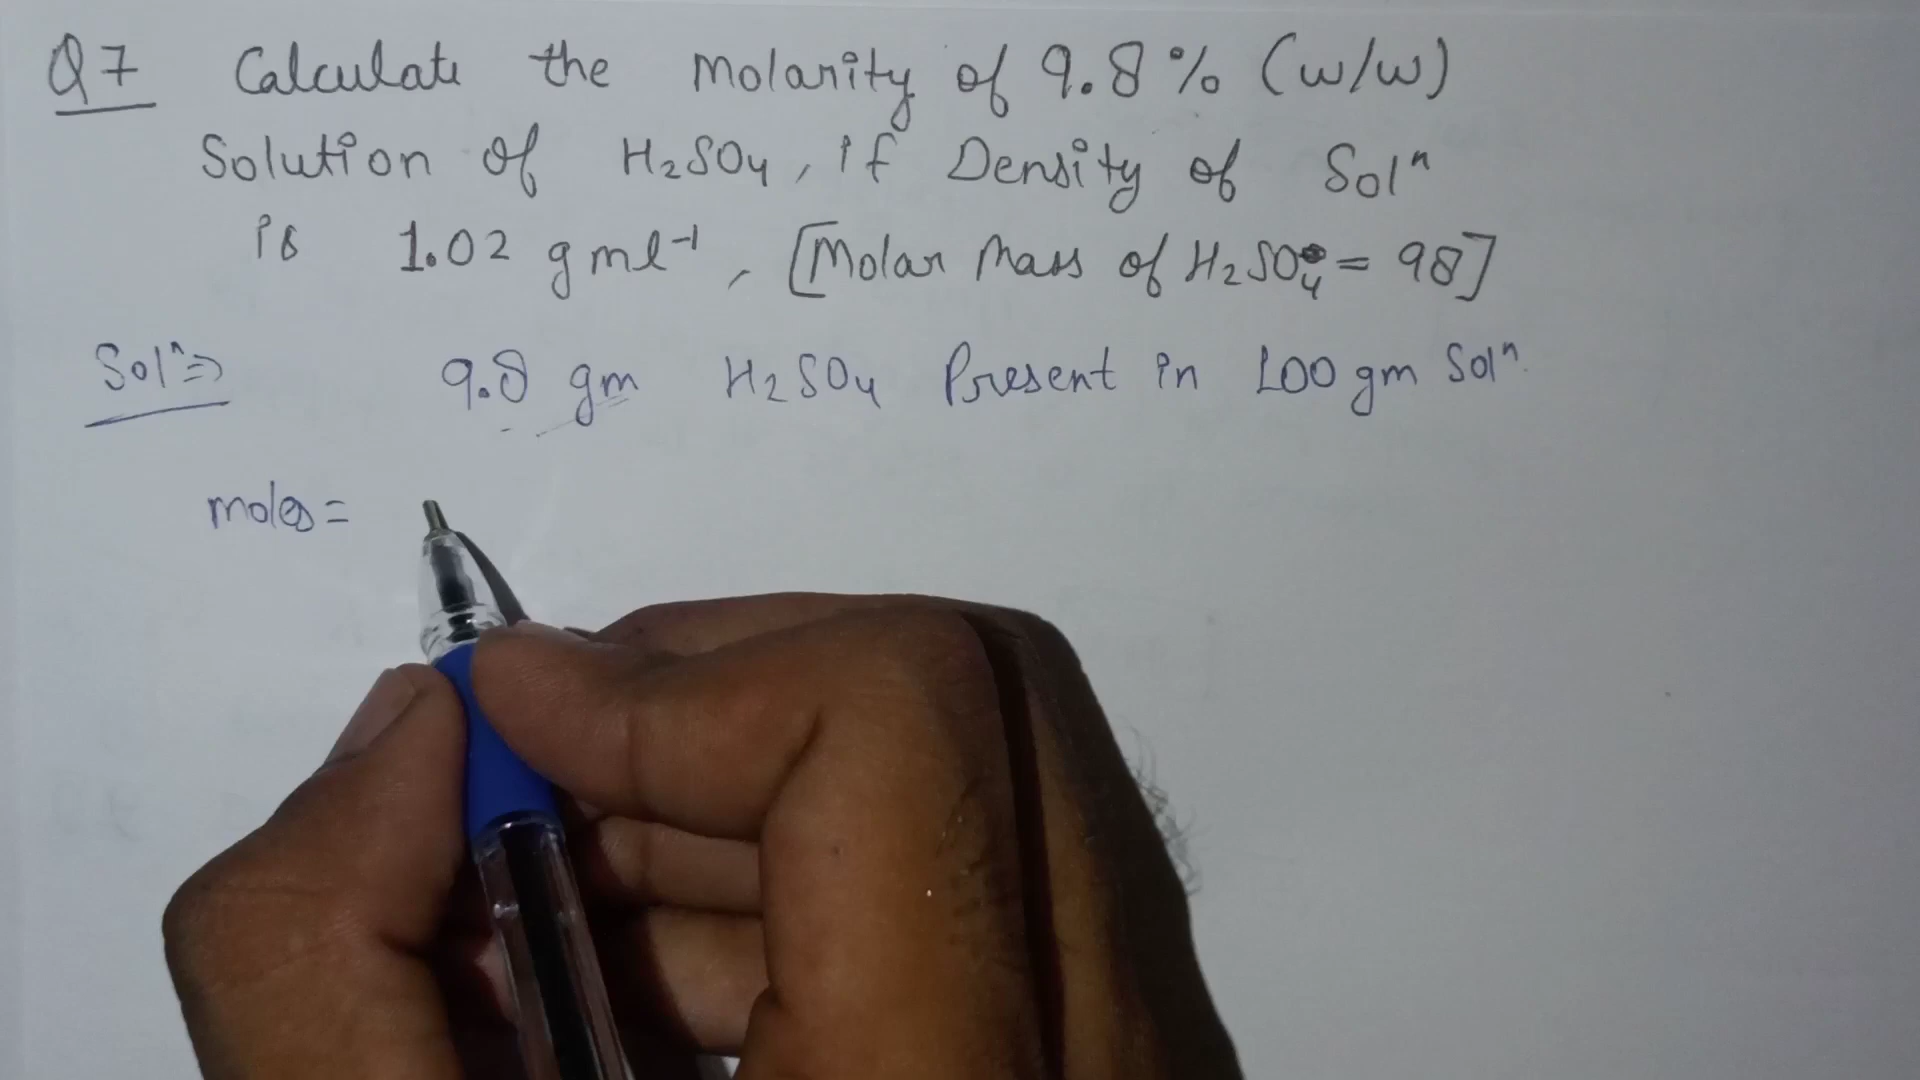 Q7 Calculate the Molarity of 9.8% (w/w)
Solution of H₂SO₄, if Density of Solⁿ
is 1.02 g ml⁻¹, [Molar Mass of H₂SO₄ = 98]
Solⁿ⇒ 9.8 gm H₂SO₄ Present in 100 gm Solⁿ.
moles =